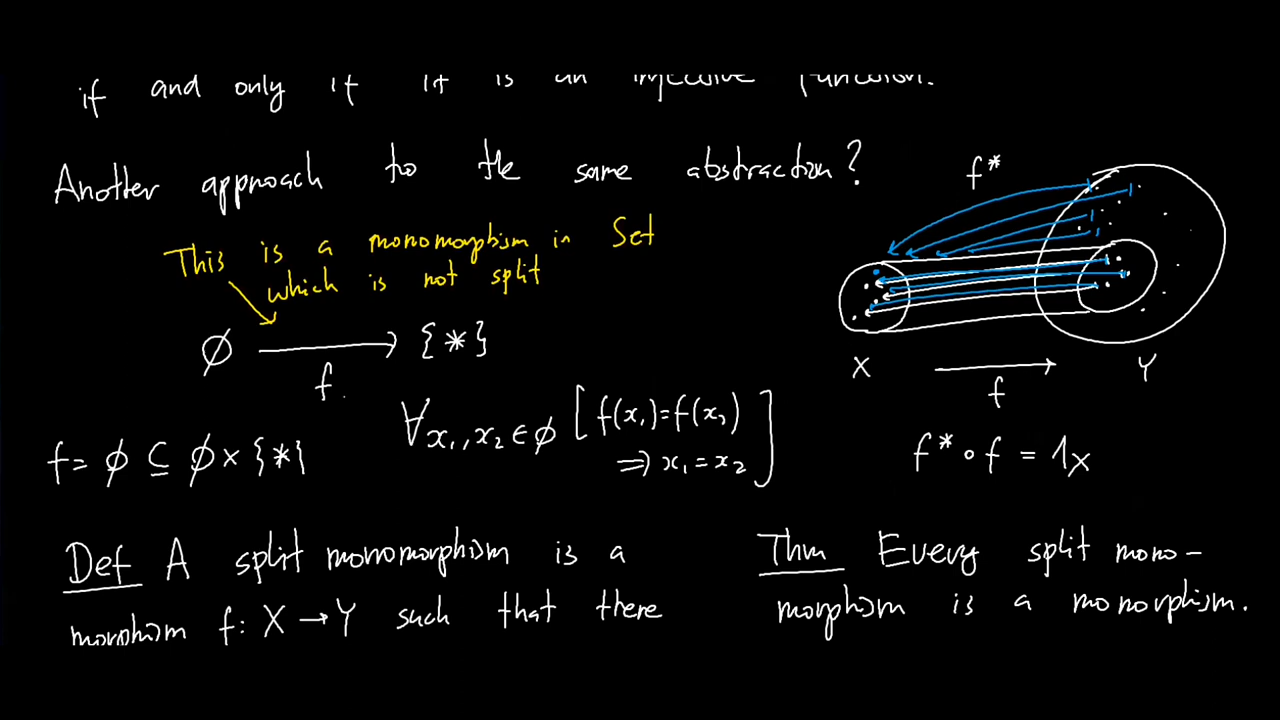 if and only if it is an injective function.
Another approach to the same abstraction?
f*
This is a monomorphism in Set
which is not split
∅ → {*}
f
X → Y
f
f = ∅ ⊆ ∅ × {*}
∀x₁, x₂ ∈ ∅ [f(x₁)=f(x₂)
⇒ x₁ = x₂]
f* ∘ f = 1x
Def A split monomorphism is a
morphism f: X → Y such that there
Thm Every split mono-
morphism is a monorphism.